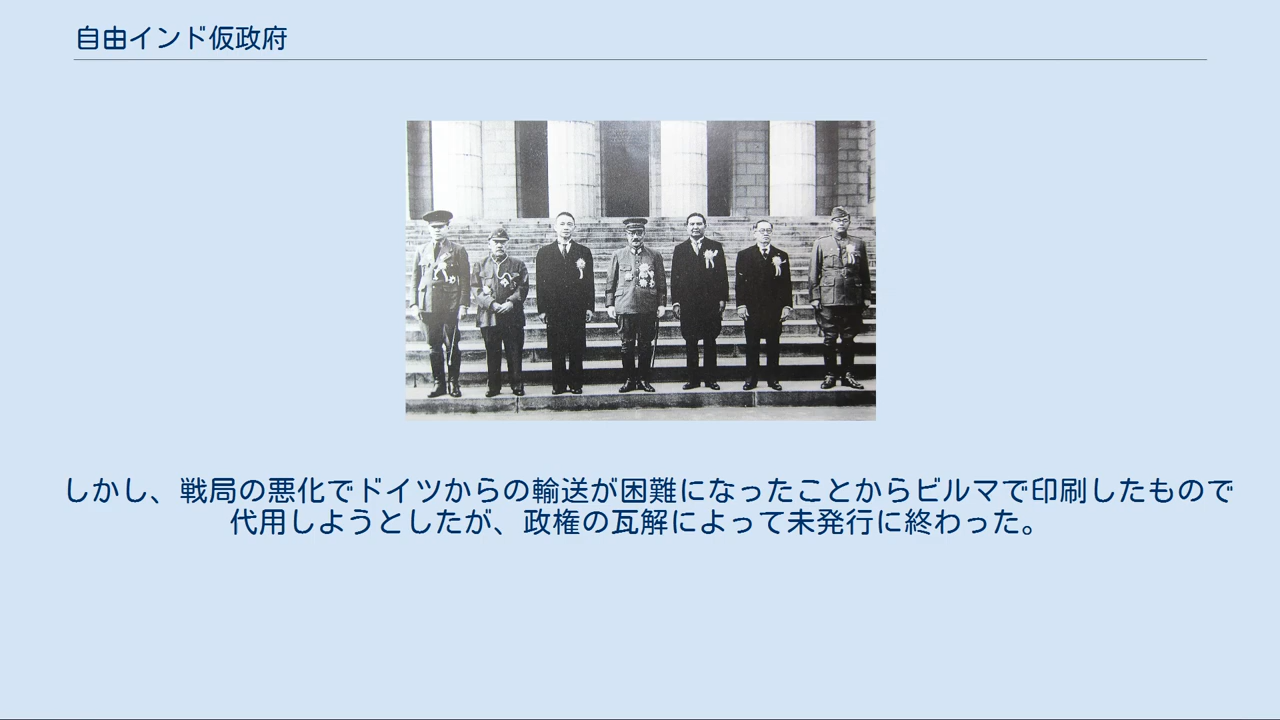 自由インド仮政府
しかし、戦局の悪化でドイツからの輸送が困難になったことからビルマで印刷したもので
代用しようとしたが、政権の瓦解によって未発行に終わった。